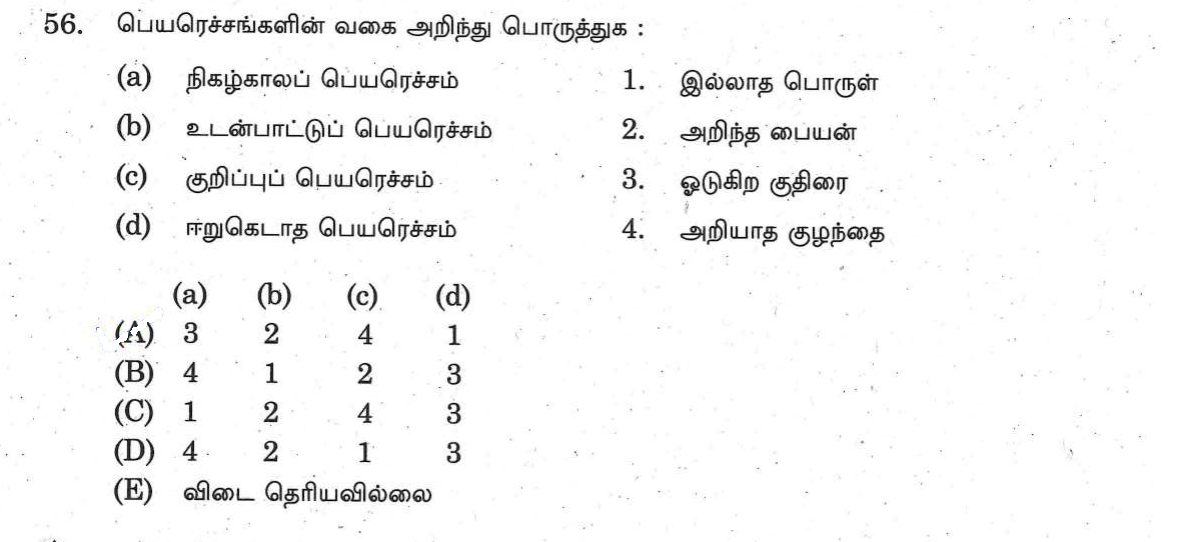 56. பெயரெச்சங்களின் வகை அறிந்து பொருத்துக :
(a) நிகழ்காலப் பெயரெச்சம் 1. இல்லாத பொருள்
(b) உடன்பாட்டுப் பெயரெச்சம் 2. அறிந்த பையன்
(c) குறிப்புப் பெயரெச்சம் 3. ஓடுகிற குதிரை
(d) ஈறுகெடாத பெயரெச்சம் 4. அறியாத குழந்தை
(a) (b) (c) (d)
(A) 3 2 4 1
(B) 4 1 2 3
(C) 1 2 4 3
(D) 4 2 1 3
(E) விடை தெரியவில்லை